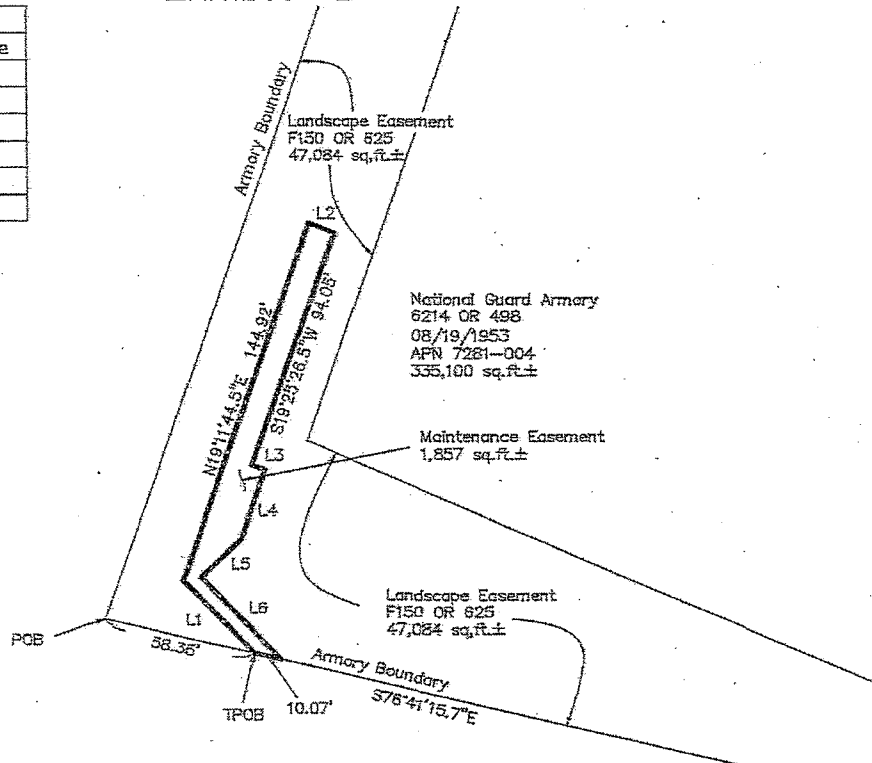 e
Armory Boundary
Landscape Easement
F150 OR 625
47,084 sq.ft.±
L2
National Guard Armory
6214 OR 498
08/19/1953
APN 7281-004
335,100 sq.ft.±
N19°11'44.5"E 144.92'
S19°25'26.5"W 94.05'
L3
Maintenance Easement
1,857 sq.ft.±
L4
L5
Landscape Easement
F150 OR 625
47,084 sq.ft.±
L6
L1
POB
58.36'
Armory Boundary
S76°41'15.7"E
TPOB
10.07'